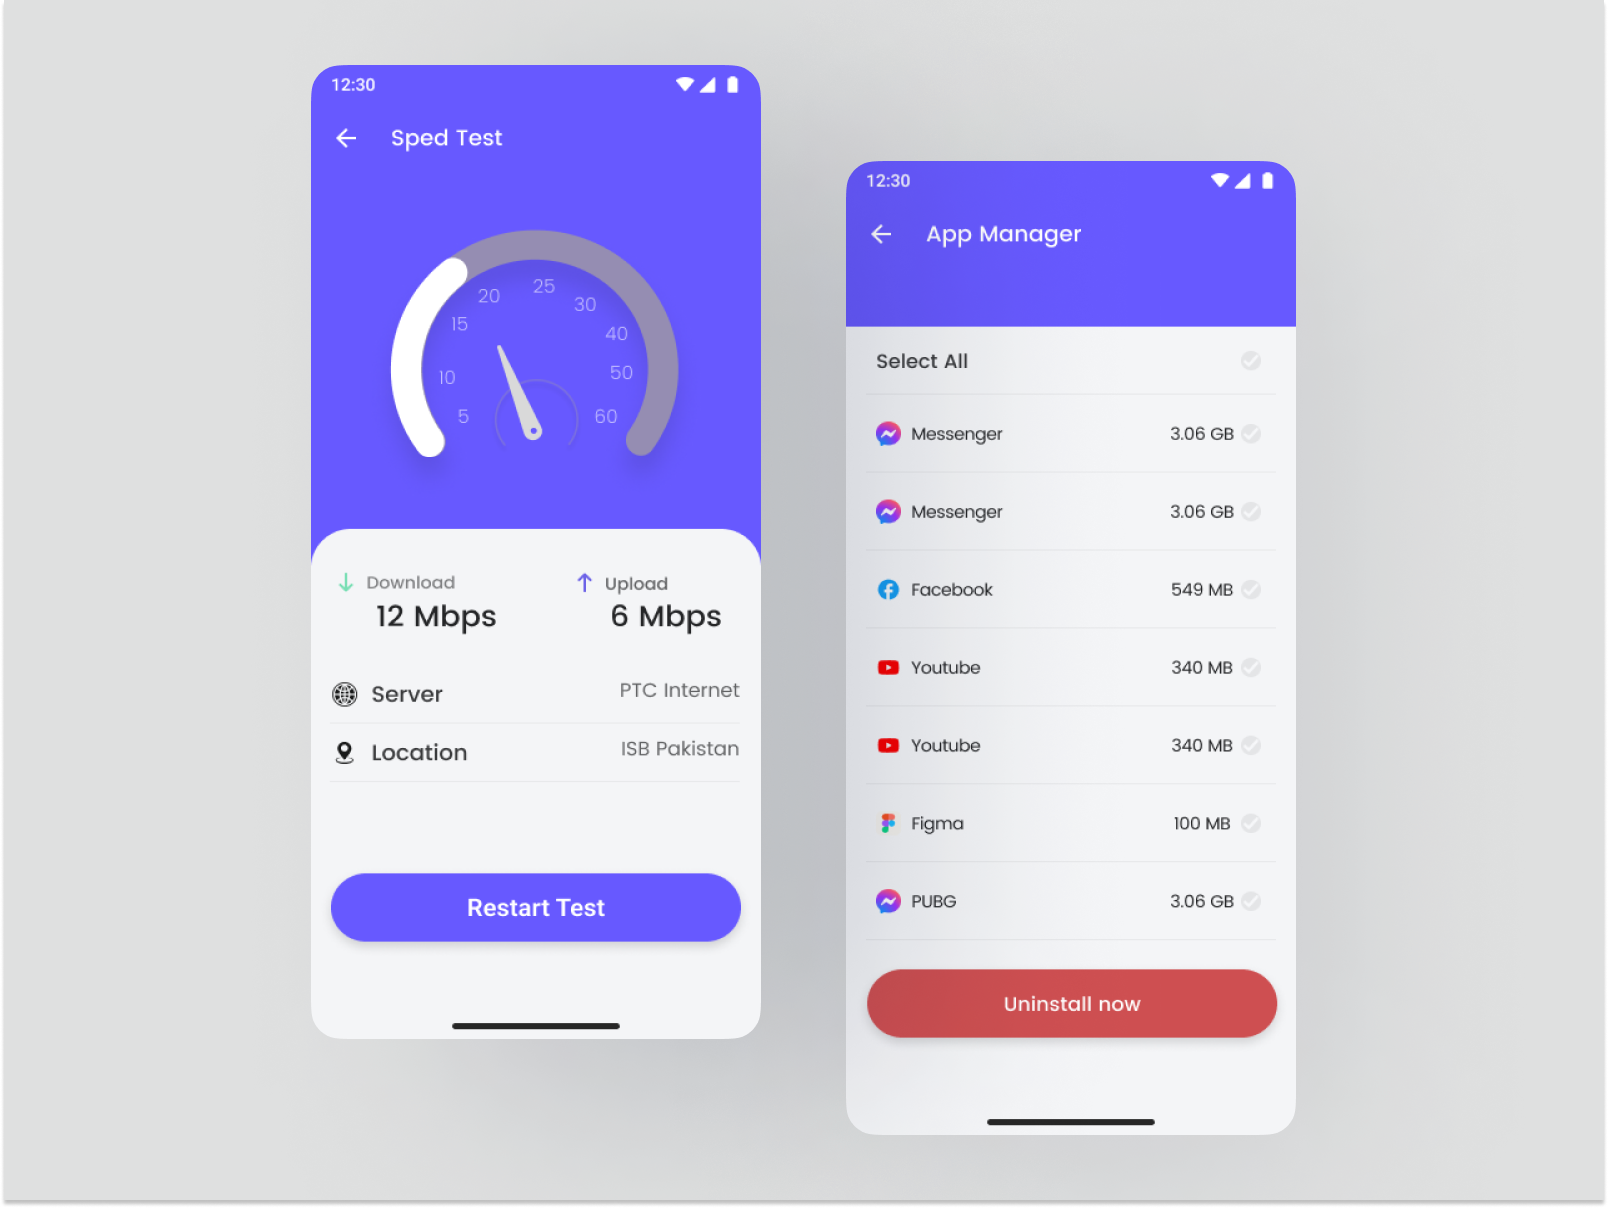 12:30
Sped Test
5
10
15
20
25
30
40
50
60
Download
12 Mbps
Upload
6 Mbps
Server
PTC Internet
Location
ISB Pakistan
Restart Test
12:30
App Manager
Select All
Messenger 3.06 GB
Messenger 3.06 GB
Facebook 549 MB
Youtube 340 MB
Youtube 340 MB
Figma 100 MB
PUBG 3.06 GB
Uninstall now